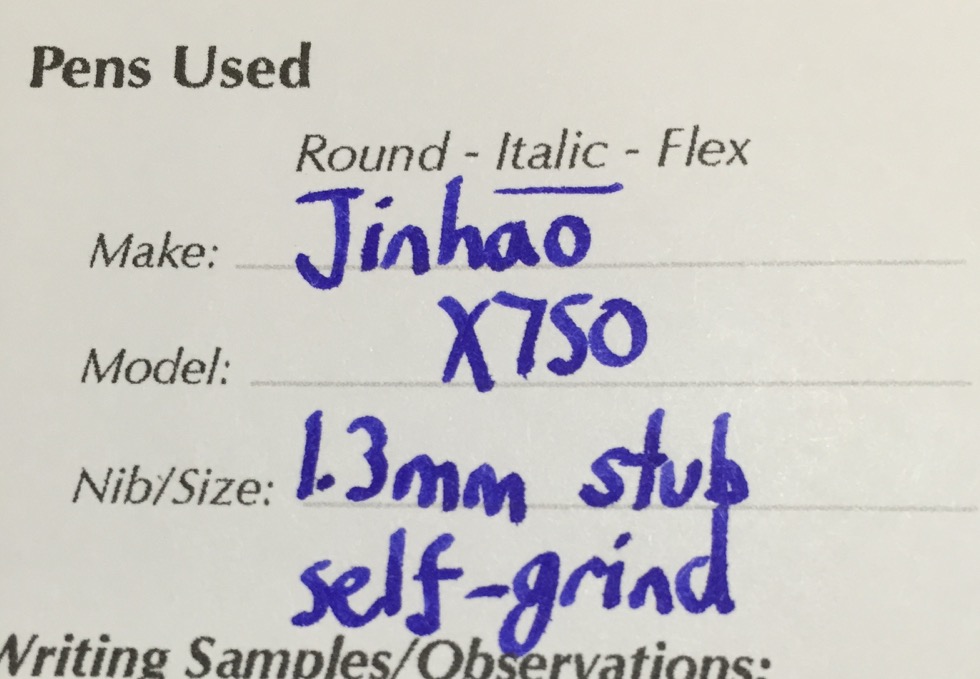 Pens Used
Round - Italic - Flex
Make: Jinhao
Model: X750
Nib/Size: 1.3mm stub
self-grind
Writing Samples/Observations: